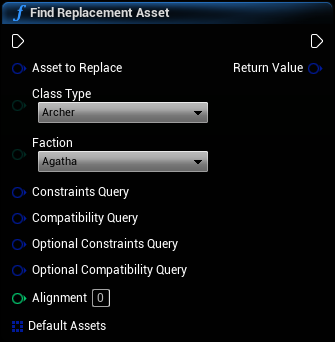 Find Replacement Asset
Asset to Replace Return Value
Class Type
Archer
Faction
Agatha
Constraints Query
Compatibility Query
Optional Constraints Query
Optional Compatibility Query
Alignment 0
Default Assets